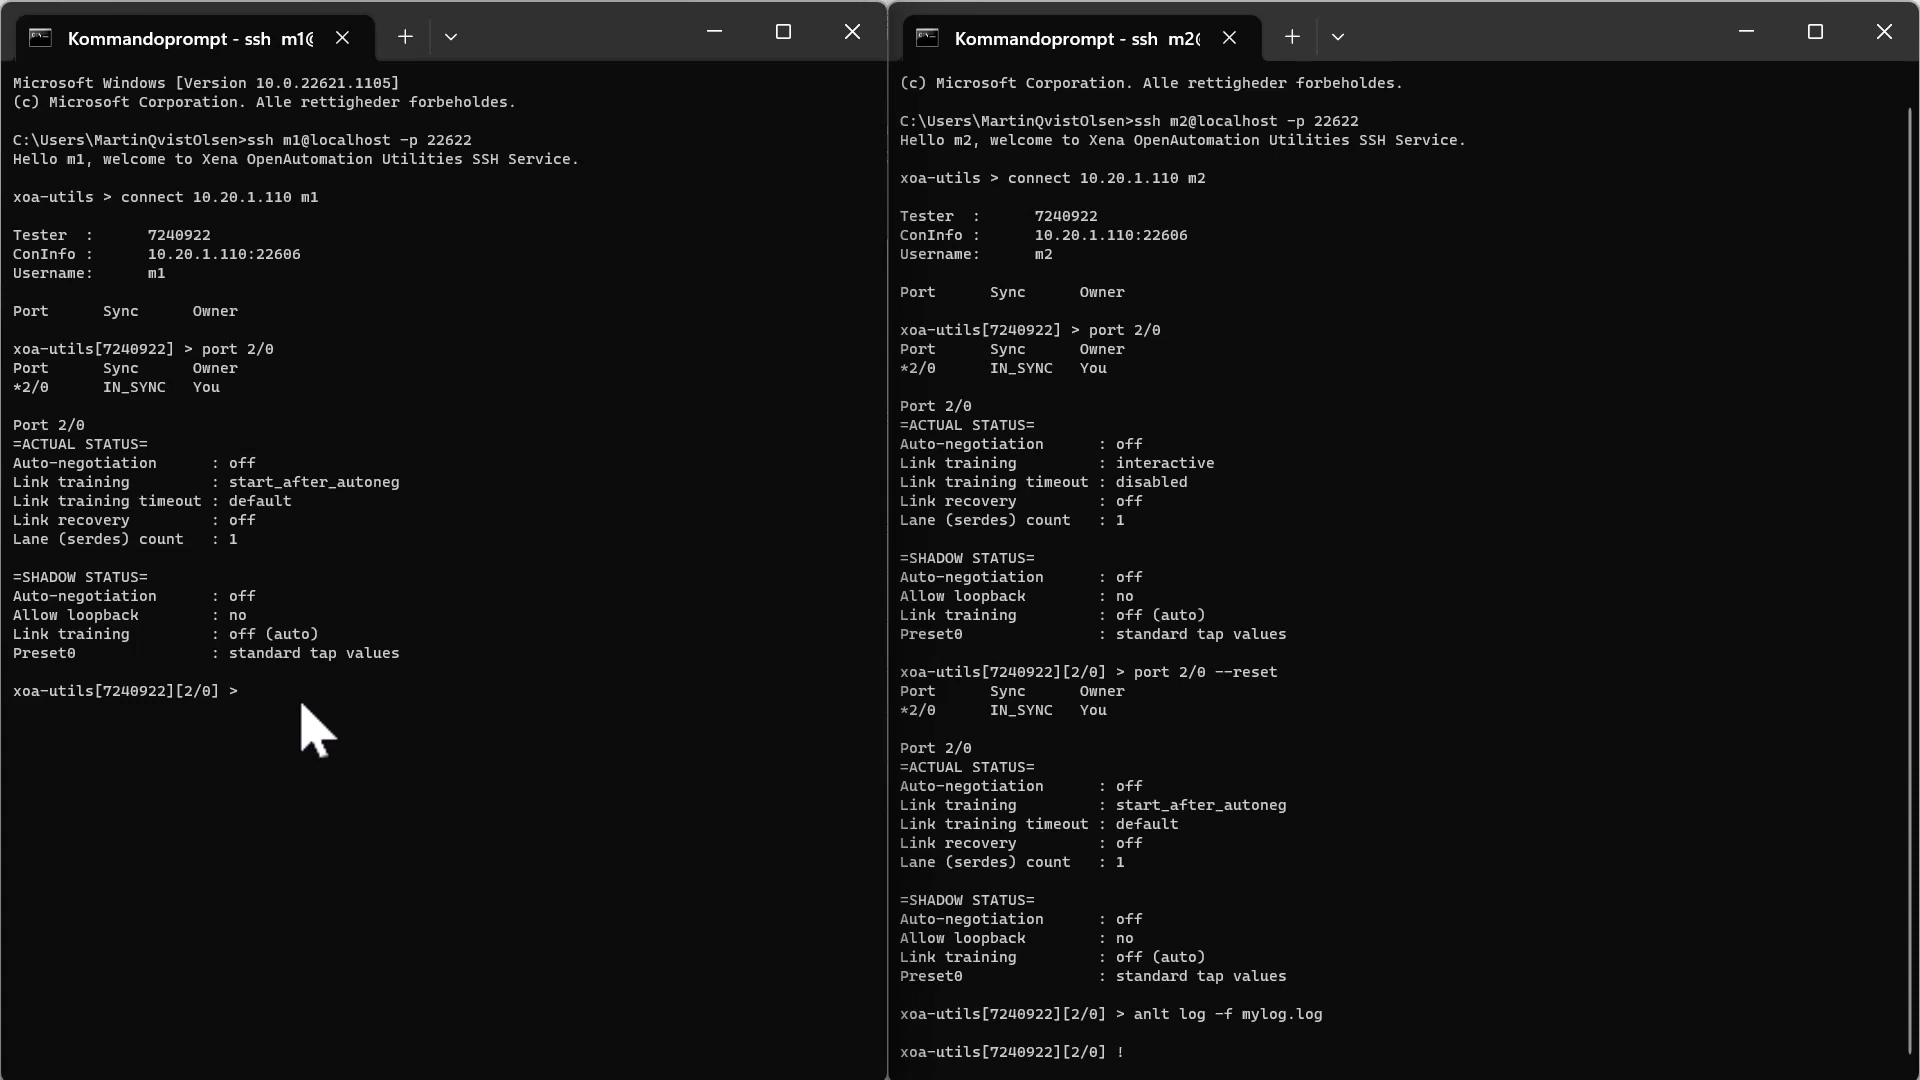 Kommandoprompt - ssh  m1@
Microsoft Windows [Version 10.0.22621.1105]
(c) Microsoft Corporation. Alle rettigheder forbeholdes.
C:\Users\MartinQvistOlsen>ssh m1@localhost -p 22622
Hello m1, welcome to Xena OpenAutomation Utilities SSH Service.
xoa-utils > connect 10.20.1.110 m1
Tester  :      7240922
ConInfo :      10.20.1.110:22606
Username:      m1
Port      Sync      Owner
xoa-utils[7240922] > port 2/0
Port      Sync      Owner
*2/0      IN_SYNC   You
Port 2/0
=ACTUAL STATUS=
Auto-negotiation      : off
Link training         : start_after_autoneg
Link training timeout : default
Link recovery         : off
Lane (serdes) count   : 1
=SHADOW STATUS=
Auto-negotiation      : off
Allow loopback        : no
Link training         : off (auto)
Preset0               : standard tap values
xoa-utils[7240922][2/0] >
Kommandoprompt - ssh  m2@
(c) Microsoft Corporation. Alle rettigheder forbeholdes.
C:\Users\MartinQvistOlsen>ssh m2@localhost -p 22622
Hello m2, welcome to Xena OpenAutomation Utilities SSH Service.
xoa-utils > connect 10.20.1.110 m2
Tester  :      7240922
ConInfo :      10.20.1.110:22606
Username:      m2
Port      Sync      Owner
xoa-utils[7240922] > port 2/0
Port      Sync      Owner
*2/0      IN_SYNC   You
Port 2/0
=ACTUAL STATUS=
Auto-negotiation      : off
Link training         : interactive
Link training timeout : disabled
Link recovery         : off
Lane (serdes) count   : 1
=SHADOW STATUS=
Auto-negotiation      : off
Allow loopback        : no
Link training         : off (auto)
Preset0               : standard tap values
xoa-utils[7240922][2/0] > port 2/0 --reset
Port      Sync      Owner
*2/0      IN_SYNC   You
Port 2/0
=ACTUAL STATUS=
Auto-negotiation      : off
Link training         : start_after_autoneg
Link training timeout : default
Link recovery         : off
Lane (serdes) count   : 1
=SHADOW STATUS=
Auto-negotiation      : off
Allow loopback        : no
Link training         : off (auto)
Preset0               : standard tap values
xoa-utils[7240922][2/0] > anlt log -f mylog.log
xoa-utils[7240922][2/0] !